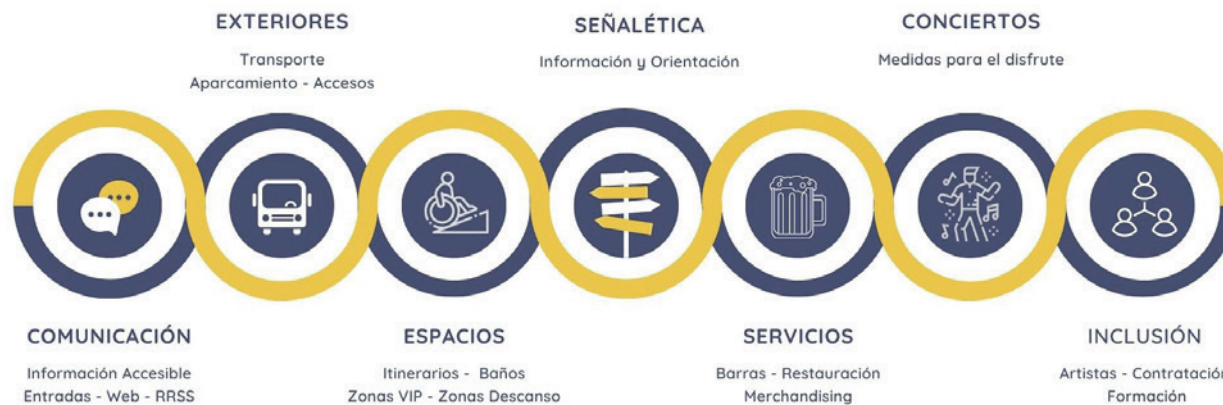 EXTERIORES
Transporte
Aparcamiento - Accesos
SEÑALÉTICA
Información y Orientación
CONCIERTOS
Medidas para el disfrute
COMUNICACIÓN
Información Accesible
Entradas - Web - RRSS
ESPACIOS
Itinerarios - Baños
Zonas VIP - Zonas Descanso
SERVICIOS
Barras - Restauración
Merchandising
INCLUSIÓN
Artistas - Contratación
Formación